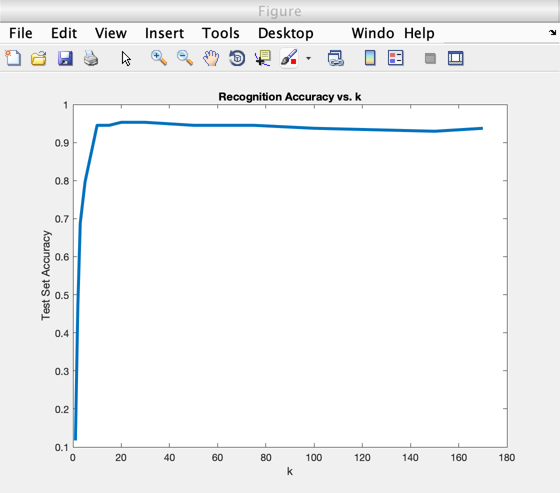 Figure
File Edit View Insert Tools Desktop Windo Help
Recognition Accuracy vs. k
Test Set Accuracy
1
0.9
0.8
0.7
0.6
0.5
0.4
0.3
0.2
0.1
0 20 40 60 80 100 120 140 160 180
k